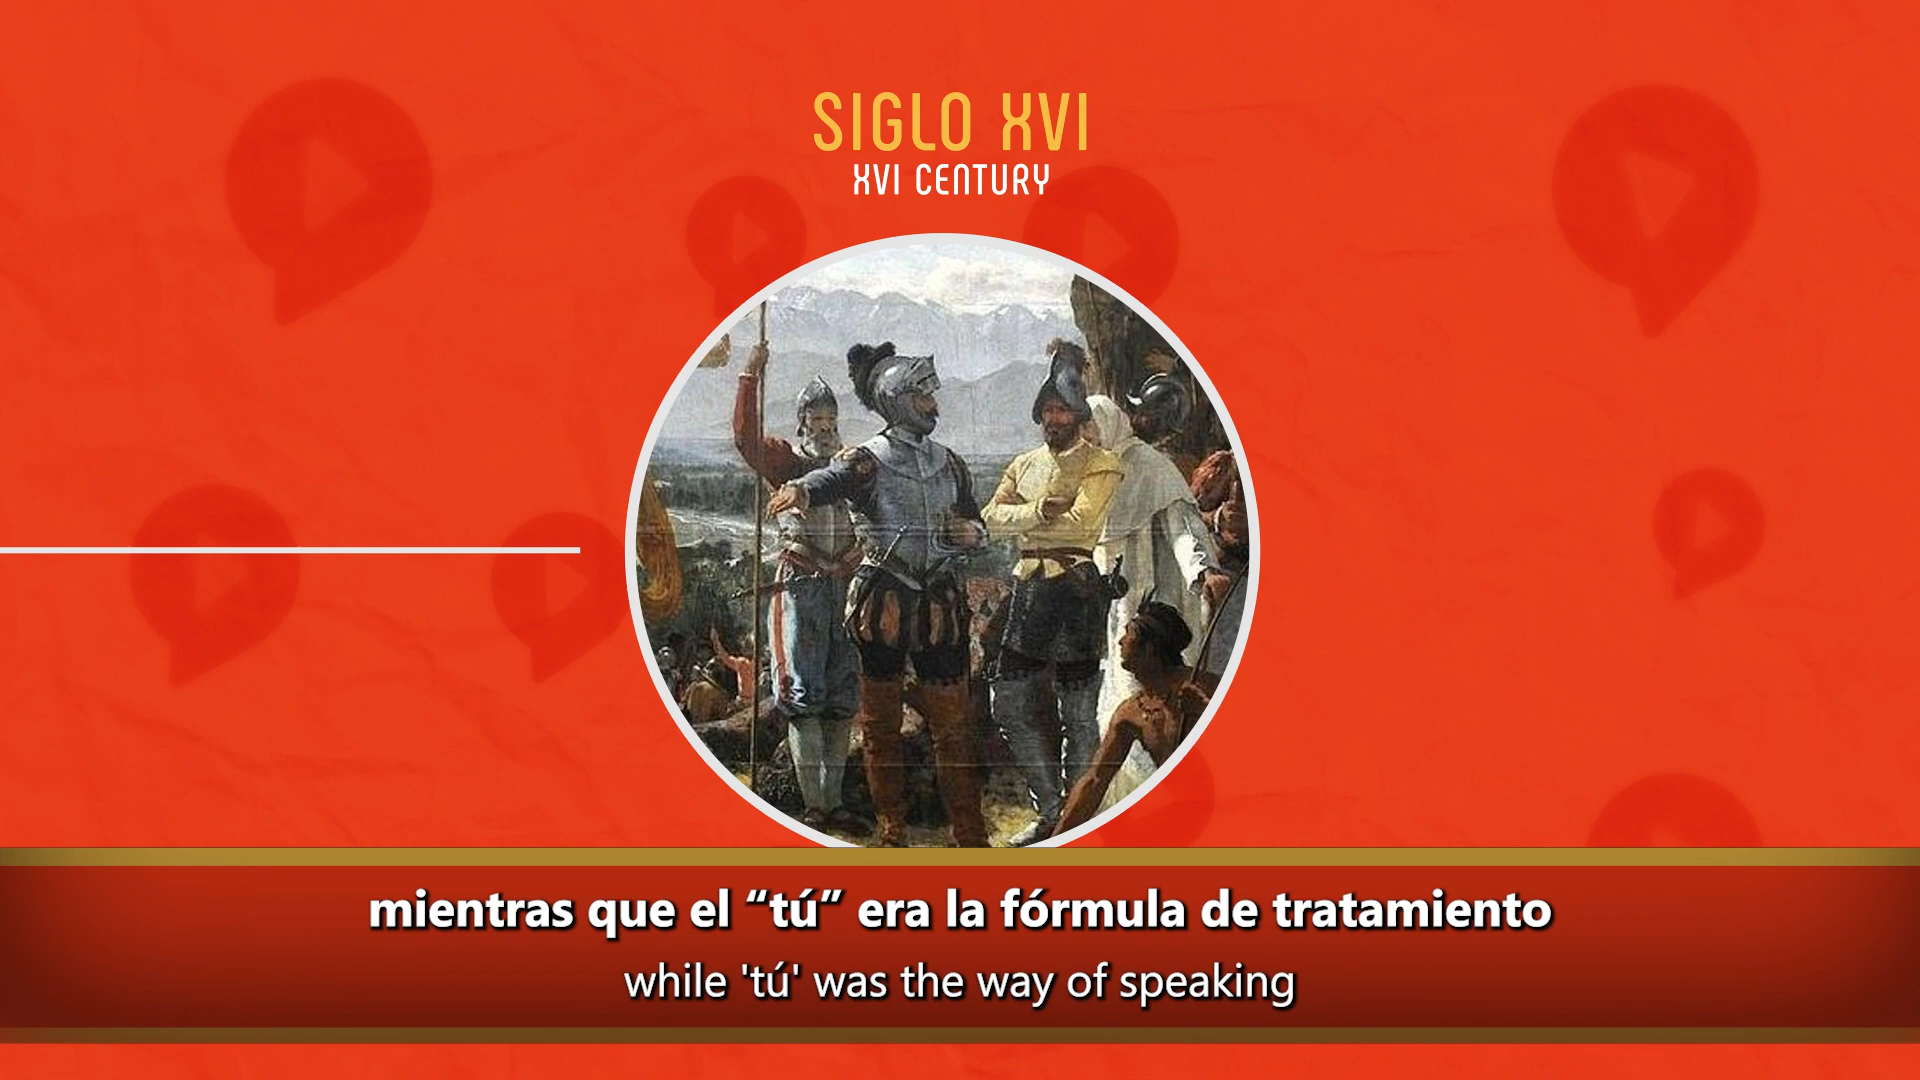 SIGLO XVI
XVI CENTURY
mientras que el “tú” era la fórmula de tratamiento
while 'tú' was the way of speaking